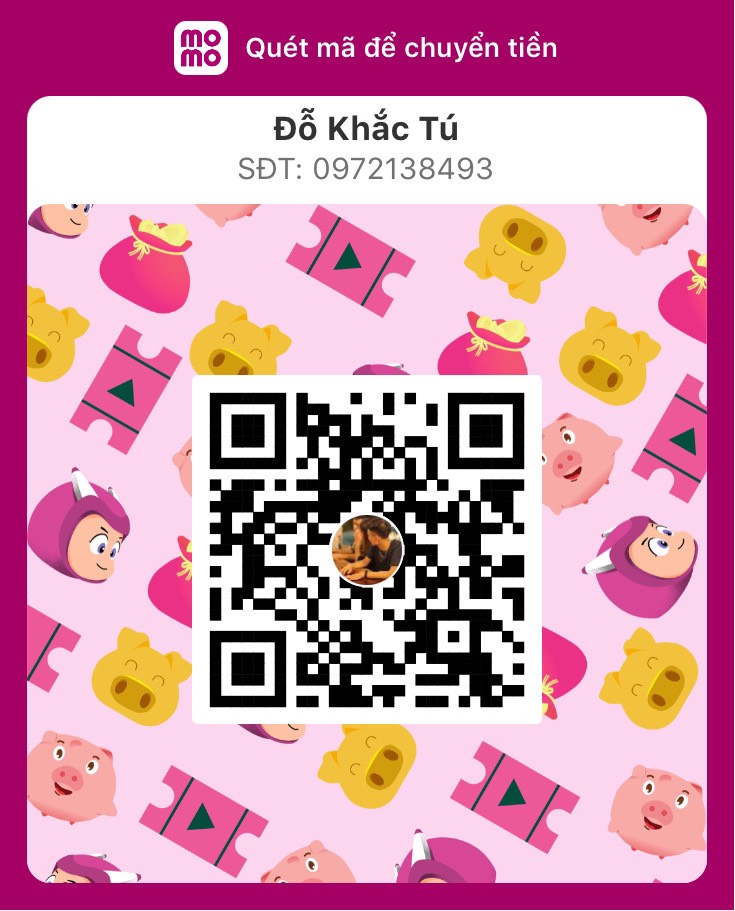 momo
Quét mã để chuyển tiền
Đỗ Khắc Tú
SĐT: 0972138493